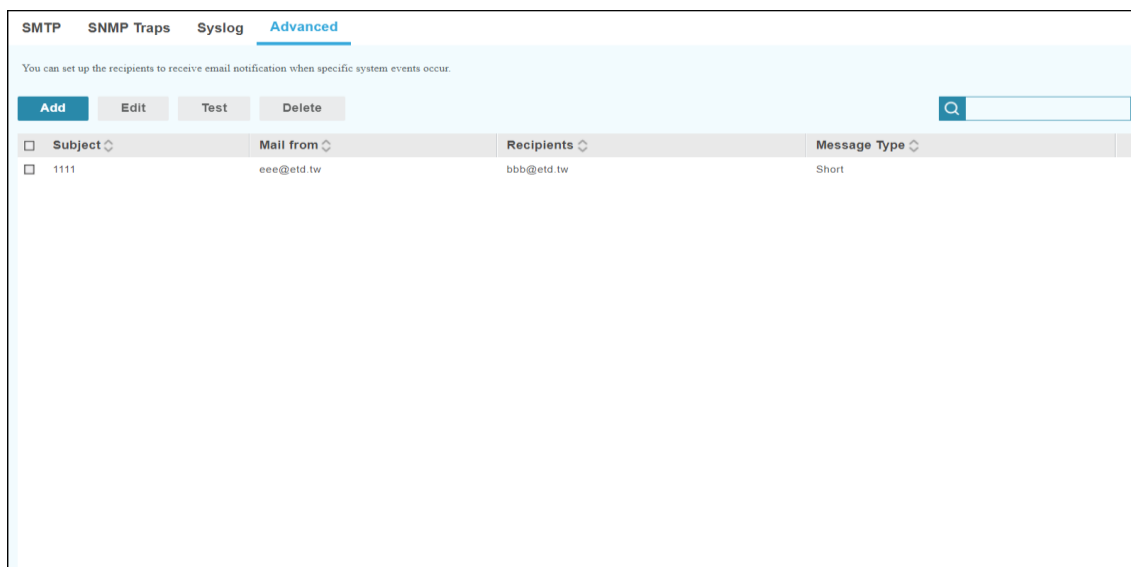 SMTP SNMP Traps Syslog Advanced
You can set up the recipients to receive email notification when specific system events occur.
Add Edit Test Delete
Subject Mail from Recipients Message Type
1111 eee@etd.tw bbb@etd.tw Short